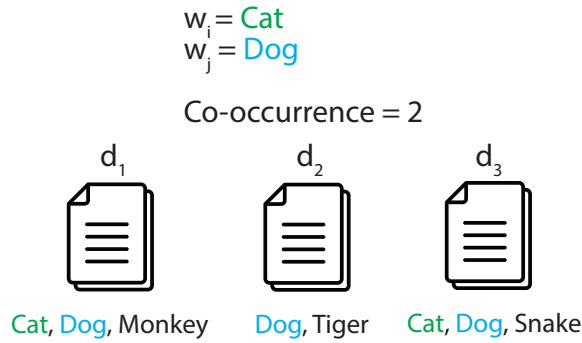 wᵢ = Cat
wⱼ = Dog
Co-occurrence = 2
d₁ d₂ d₃
Cat, Dog, Monkey Dog, Tiger Cat, Dog, Snake